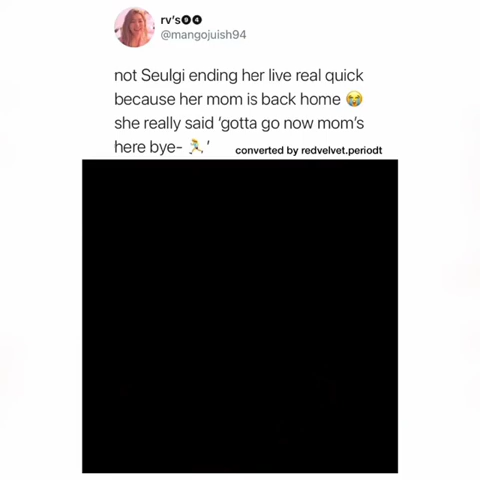 rv's❾❹
@mangojuish94
not Seulgi ending her live real quick
because her mom is back home 😭
she really said ‘gotta go now mom’s
here bye- 🏃‍♂️’
converted by redvelvet.periodt